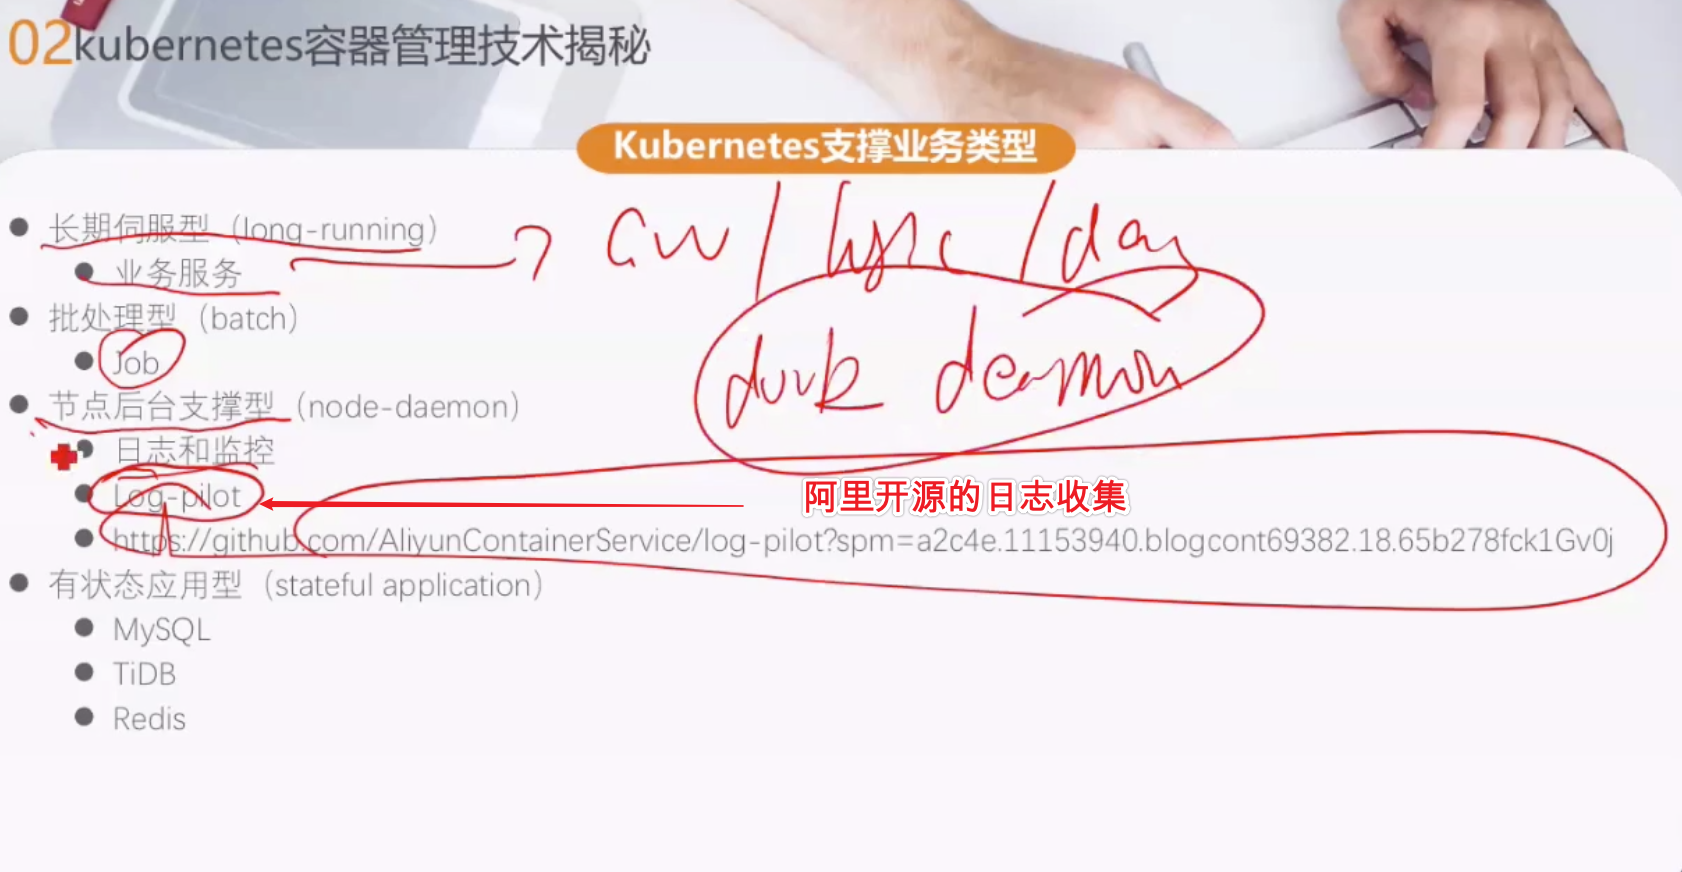 02kubernetes容器管理技术揭秘
Kubernetes支撑业务类型
长期伺服型（long-running）
业务服务
批处理型（batch）
Job
节点后台支撑型（node-daemon）
日志和监控
Log-pilot
阿里开源的日志收集
https://github.com/AliyunContainerService/log-pilot?spm=a2c4e.11153940.blogcont69382.18.65b278fck1Gv0j
有状态应用型（stateful application）
MySQL
TiDB
Redis